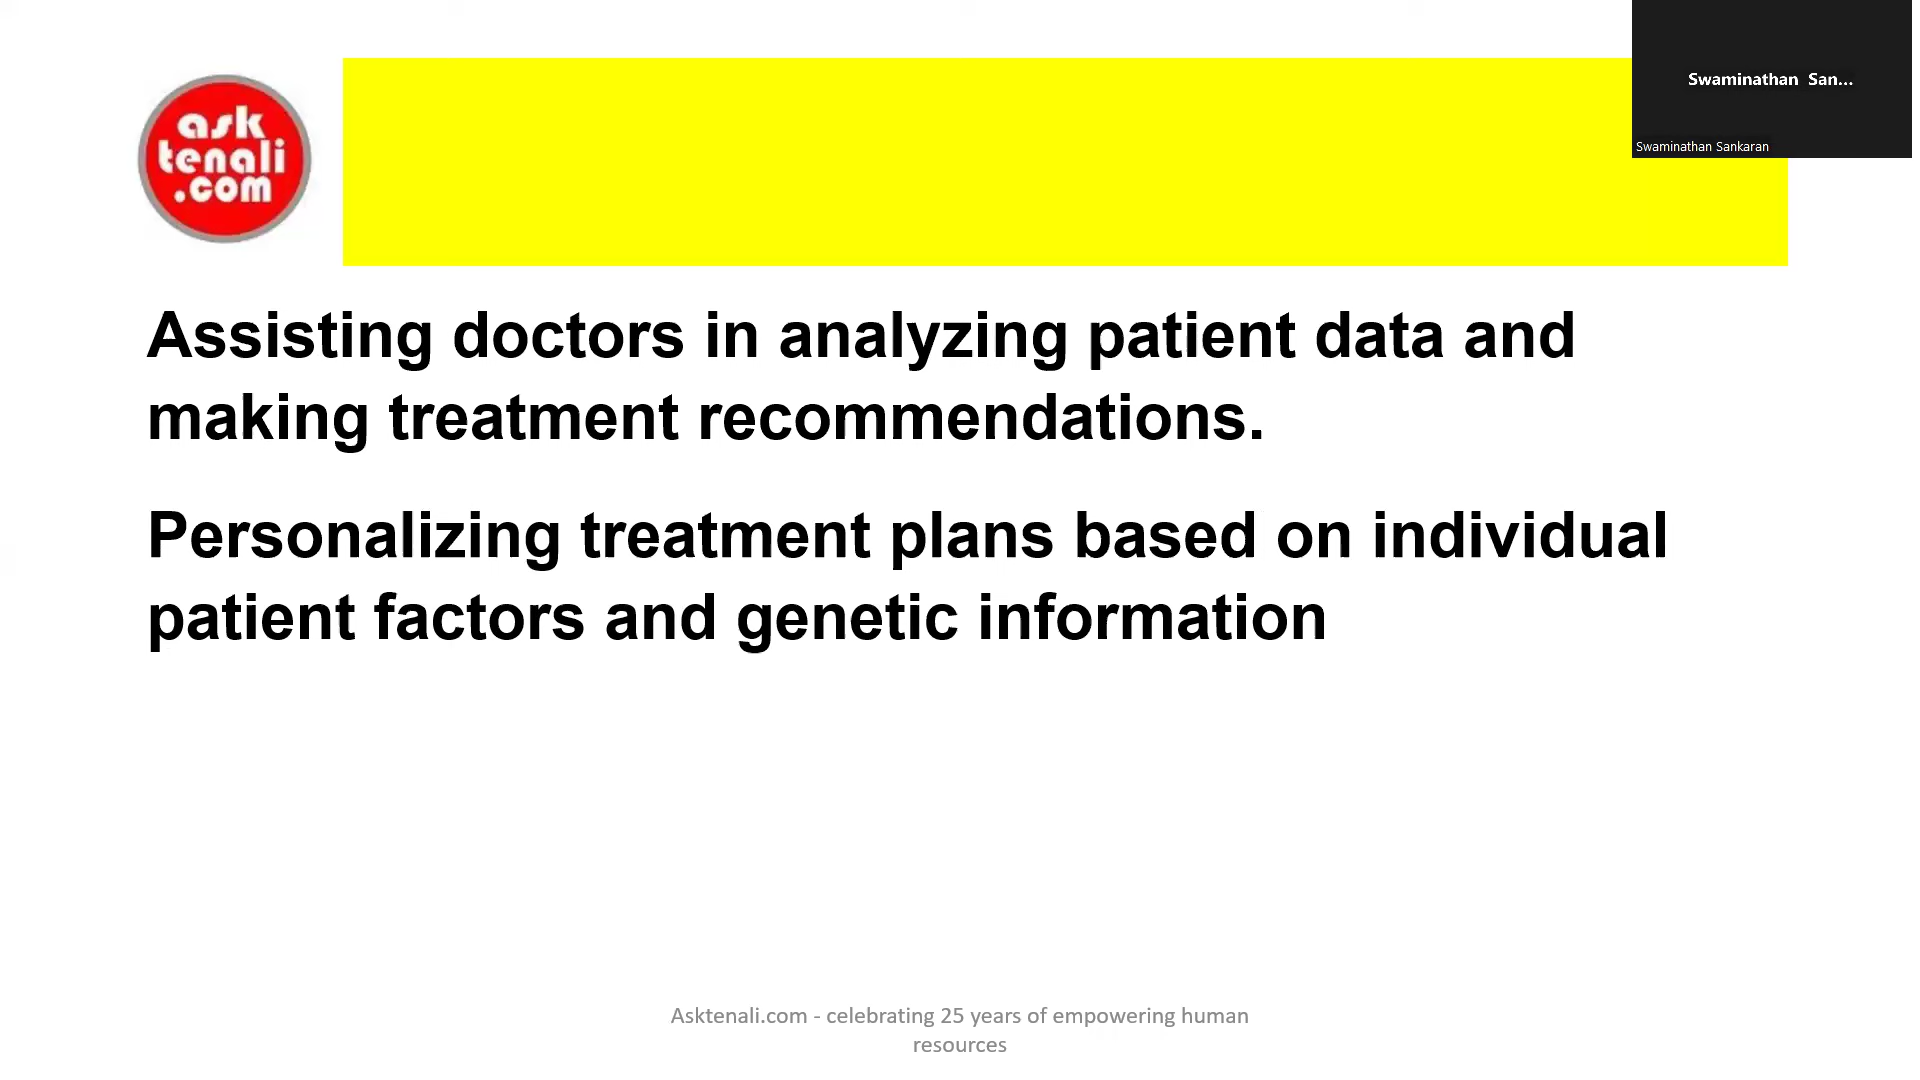 ask
tenali
.com
Swaminathan San...
Swaminathan Sankaran
Assisting doctors in analyzing patient data and
making treatment recommendations.
Personalizing treatment plans based on individual
patient factors and genetic information
Asktenali.com - celebrating 25 years of empowering human
resources